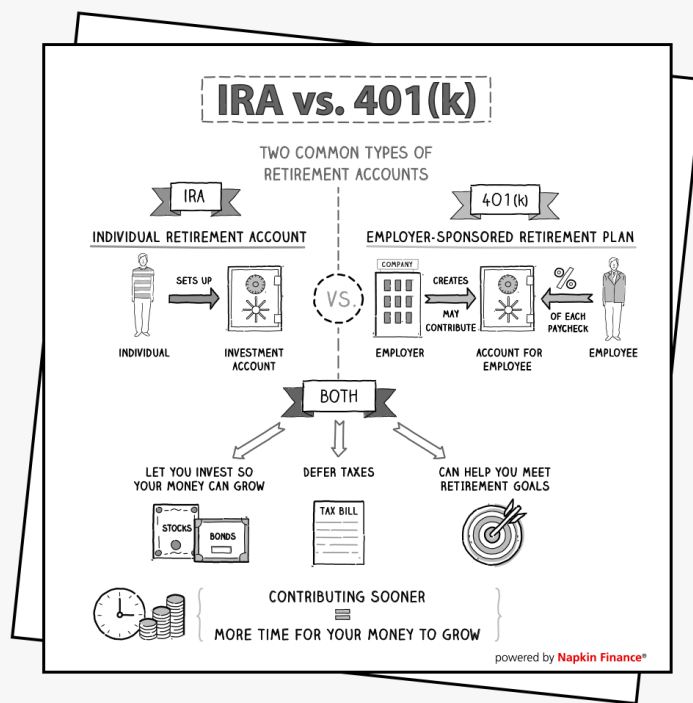 IRA vs. 401(k)
TWO COMMON TYPES OF
RETIREMENT ACCOUNTS
IRA
INDIVIDUAL RETIREMENT ACCOUNT
SETS UP
INDIVIDUAL
INVESTMENT
ACCOUNT
VS.
401(k)
EMPLOYER-SPONSORED RETIREMENT PLAN
COMPANY
CREATES
MAY
CONTRIBUTE
%
OF EACH
PAYCHECK
EMPLOYER
ACCOUNT FOR
EMPLOYEE
EMPLOYEE
BOTH
LET YOU INVEST SO
YOUR MONEY CAN GROW
STOCKS
BONDS
DEFER TAXES
TAX BILL
CAN HELP YOU MEET
RETIREMENT GOALS
CONTRIBUTING SOONER
=
MORE TIME FOR YOUR MONEY TO GROW
powered by Napkin Finance®